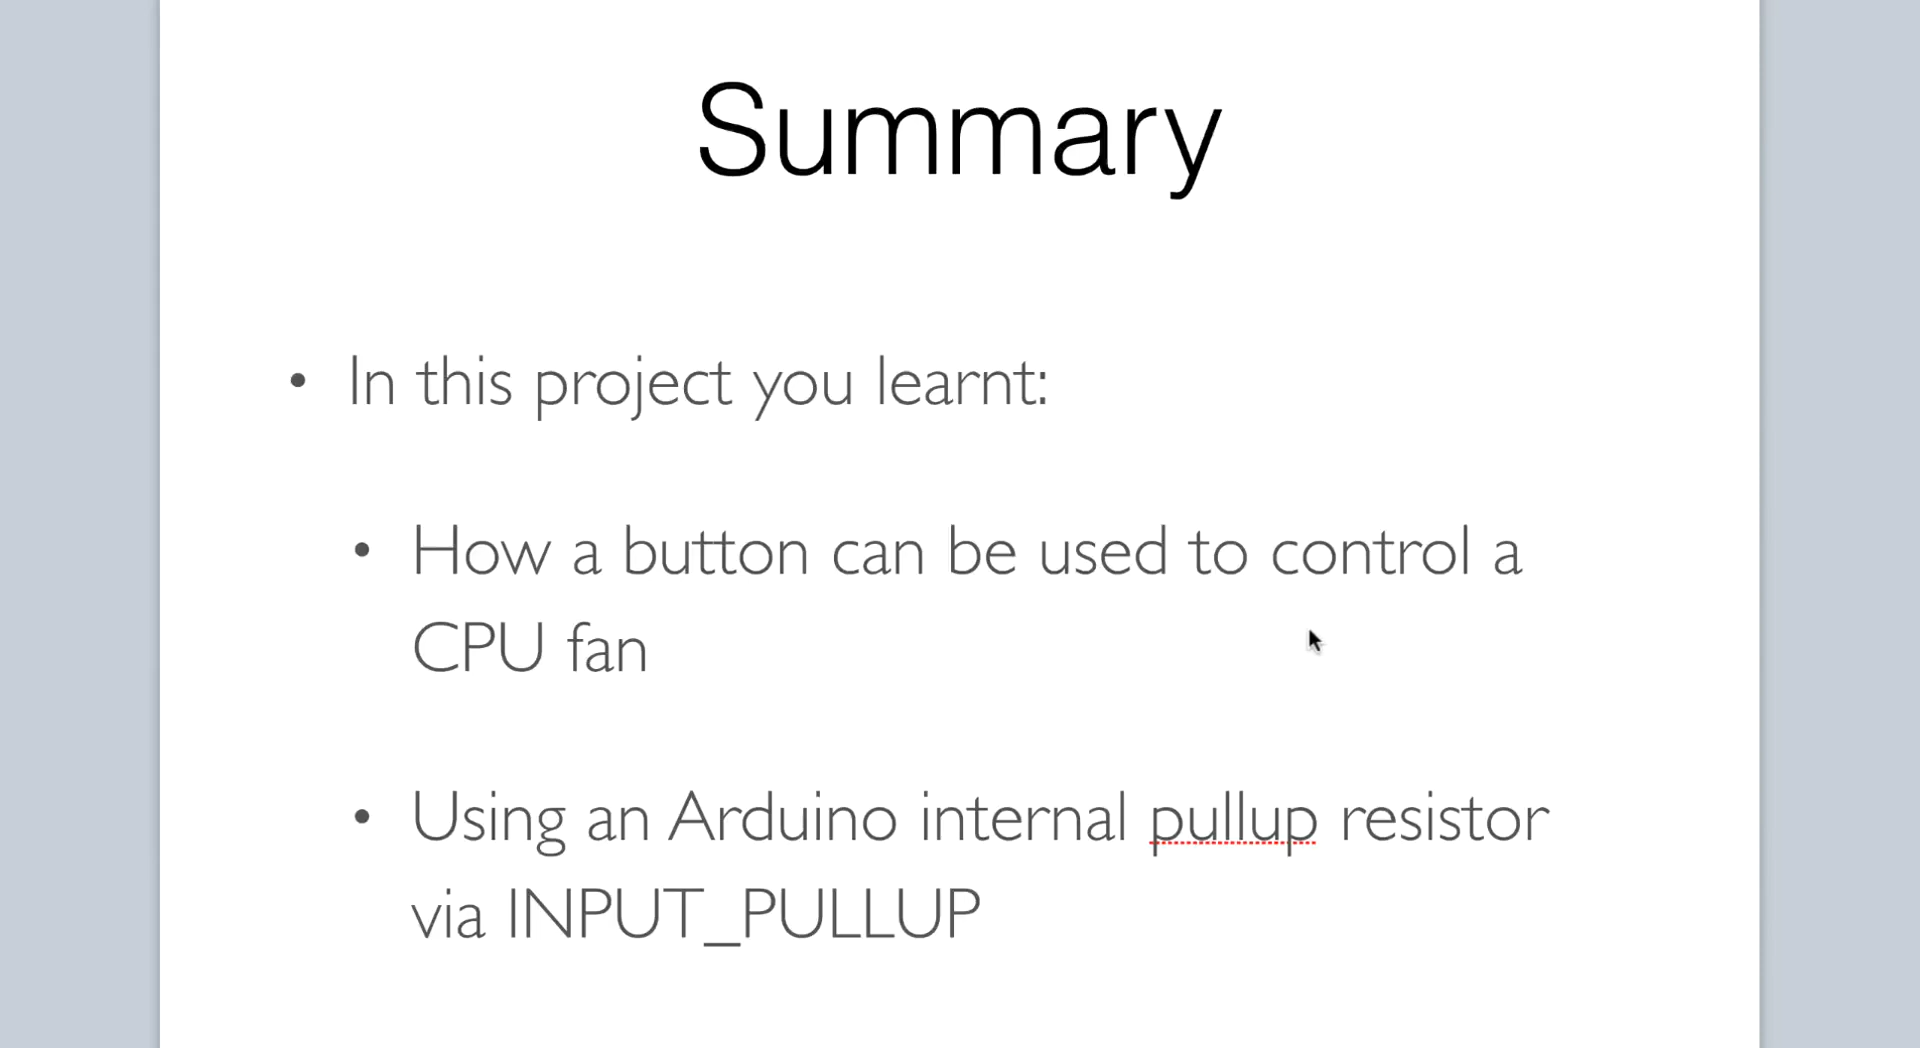 Summary
• In this project you learnt:
• How a button can be used to control a
CPU fan
• Using an Arduino internal pullup resistor
via INPUT_PULLUP